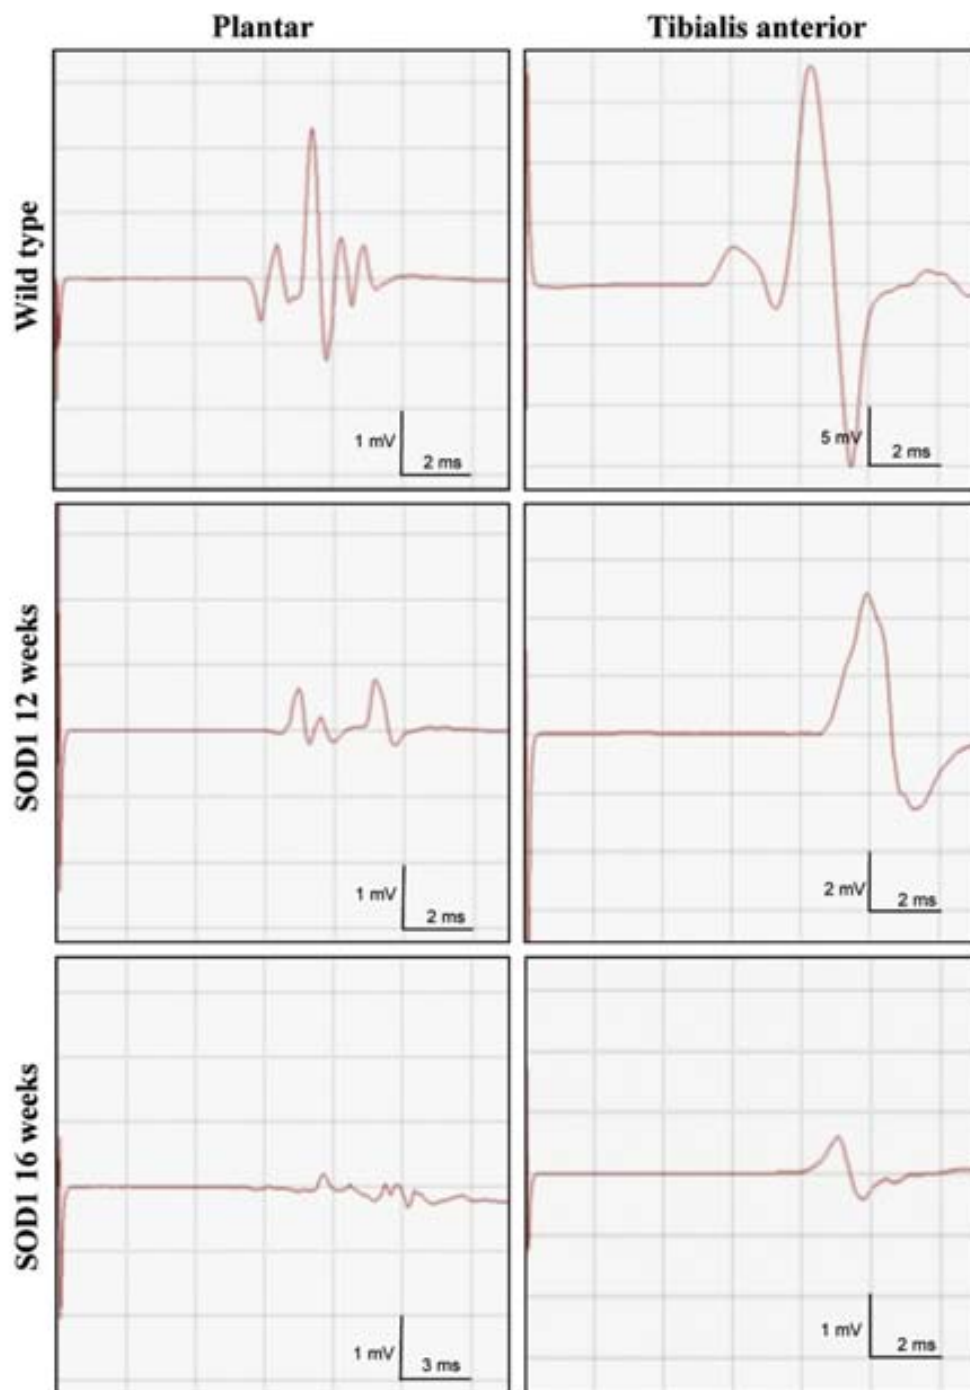 Plantar
Tibialis anterior
Wild type
1 mV
2 ms
5 mV
2 ms
SOD1 12 weeks
1 mV
2 ms
2 mV
2 ms
SOD1 16 weeks
1 mV
3 ms
1 mV
2 ms